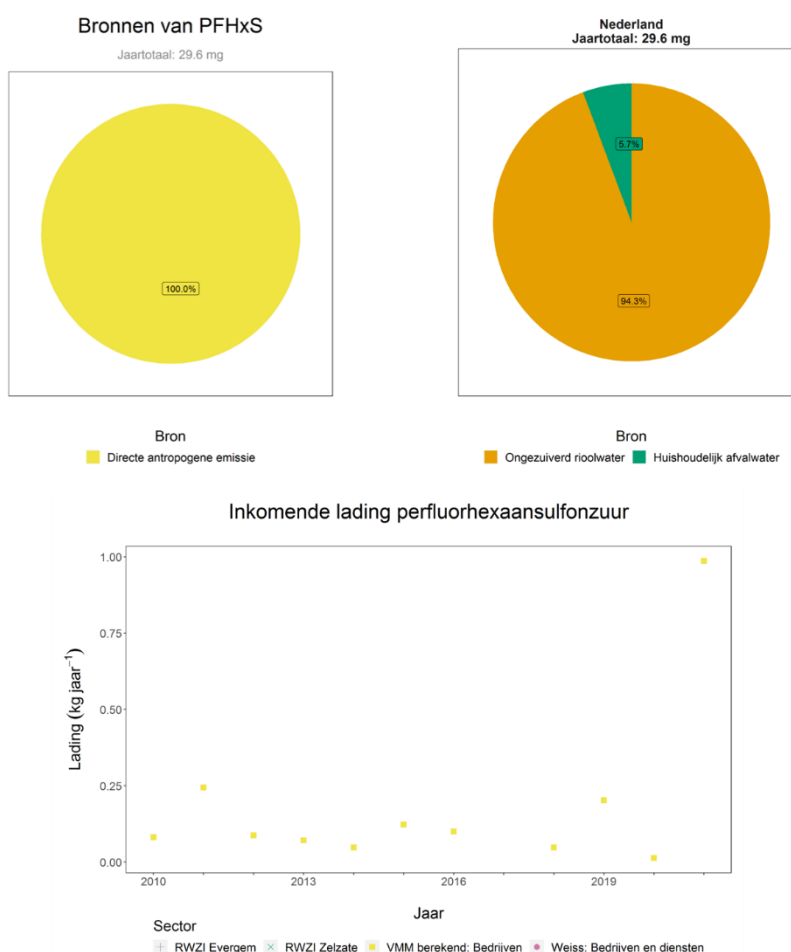 Bronnen van PFHxS
Jaartotaal: 29.6 mg
100.0%
Bron
Directe antropogene emissie
Nederland
Jaartotaal: 29.6 mg
5.7%
94.3%
Bron
Ongezuiverd rioolwater Huishoudelijk afvalwater
Inkomende lading perfluorhexaansulfonzuur
Lading (kg jaar⁻¹)
1.00
0.75
0.50
0.25
0.00
2010 2013 2016 2019
Jaar
Sector
RWZI Evergem RWZI Zelzate VMM berekend: Bedrijven Weiss: Bedrijven en diensten